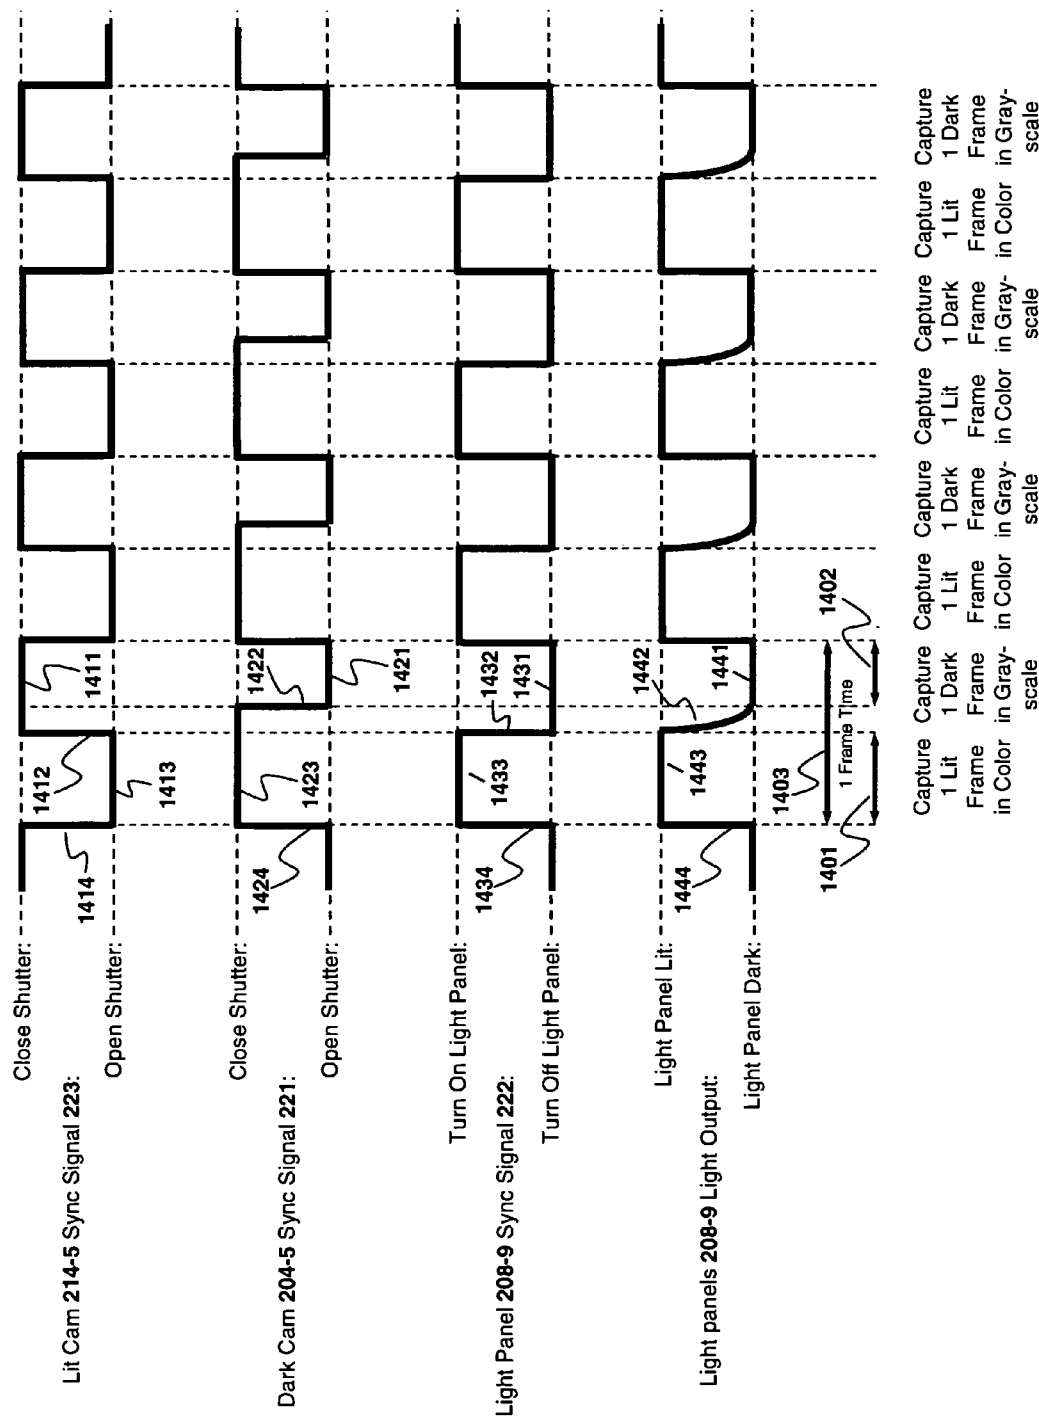 Close Shutter:
Lit Cam 214-5 Sync Signal 223:
Open Shutter:
1414
1412
1413
1411
Close Shutter:
Dark Cam 204-5 Sync Signal 221:
Open Shutter:
1424
1423
1422
1421
Turn On Light Panel:
Light Panel 208-9 Sync Signal 222:
Turn Off Light Panel:
1434
1433
1432
1431
Light Panel Lit:
Light panels 208-9 Light Output:
Light Panel Dark:
1444
1443
1442
1441
1403
1 Frame Time
1401
1402
Capture
1 Lit
Frame
in Color
Capture
1 Dark
Frame
in Gray-
scale
Capture
1 Lit
Frame
in Color
Capture
1 Dark
Frame
in Gray-
scale
Capture
1 Lit
Frame
in Color
Capture
1 Dark
Frame
in Gray-
scale
Capture
1 Lit
Frame
in Color
Capture
1 Dark
Frame
in Gray-
scale